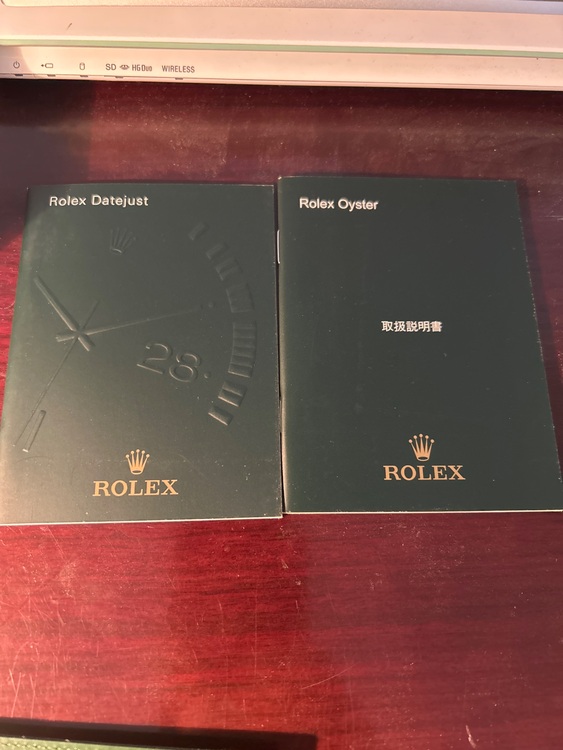 SD HG Duo WIRELESS
Rolex Datejust
28
ROLEX
Rolex Oyster
取扱説明書
ROLEX